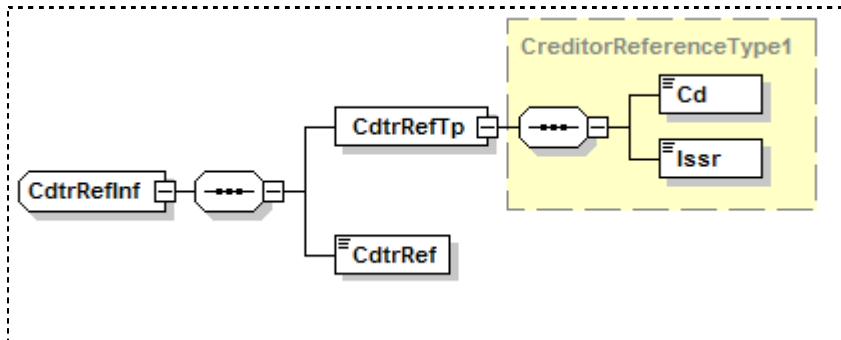 CreditorReferenceType1
Cd
CdtrRefTp
Issr
CdtrRefInf
CdtrRef